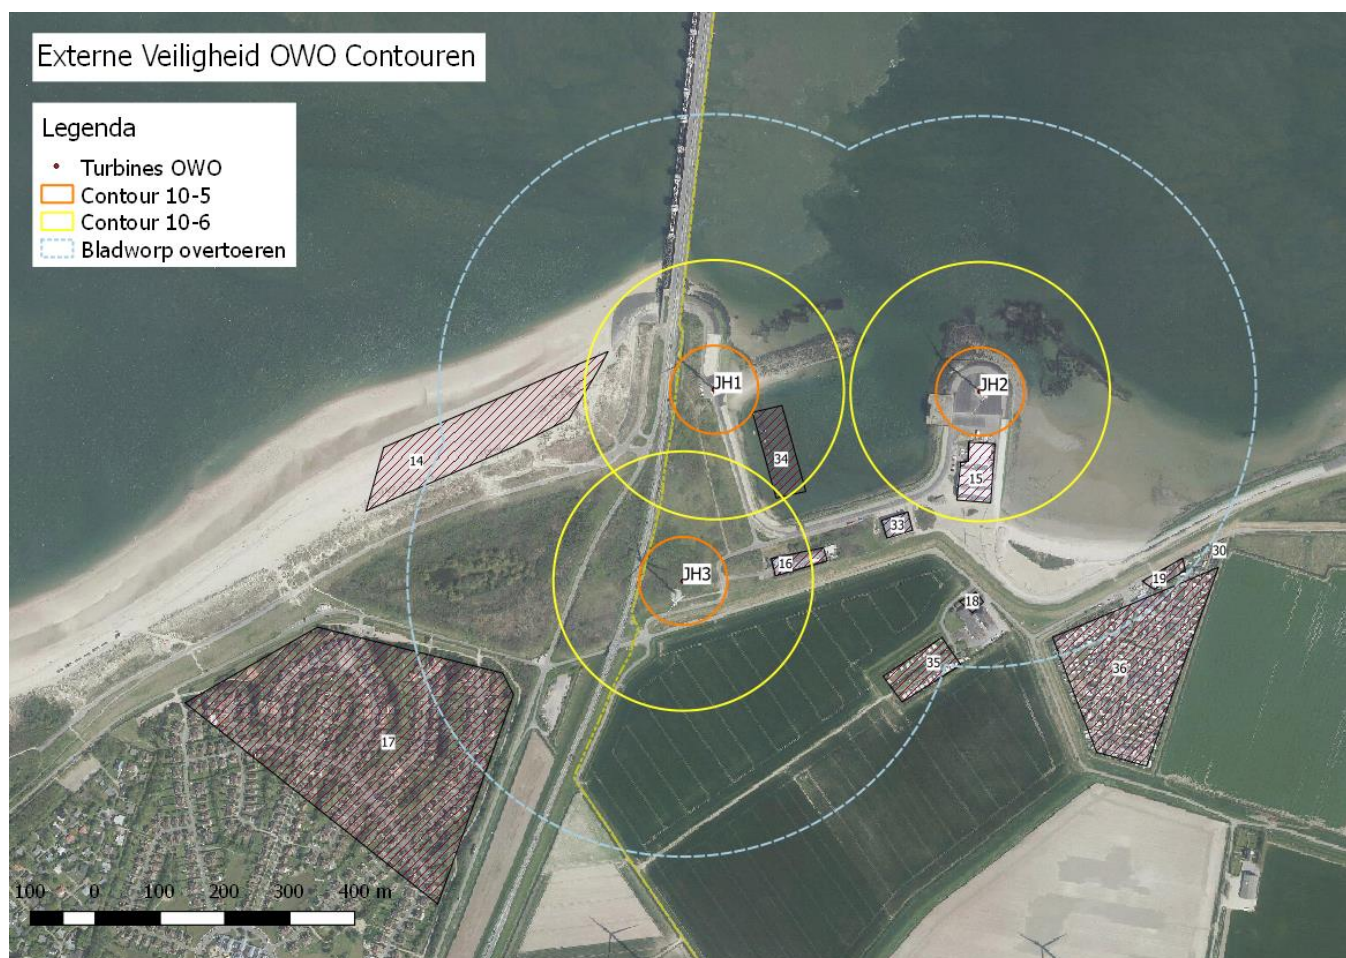 Externe Veiligheid OWO Contouren
Legenda
Turbines OWO
Contour 10-5
Contour 10-6
Bladworp overtoeren
JH1
JH2
14
34
15
33
30
16
JH3
19
18
35
36
17
100 0 100 200 300 400 m